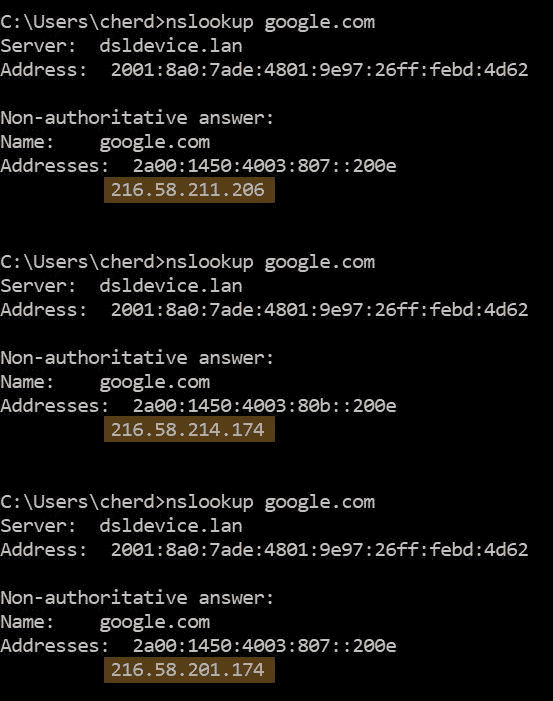 C:\Users\cherd>nslookup google.com
Server:  dsldevice.lan
Address:  2001:8a0:7ade:4801:9e97:26ff:febd:4d62
Non-authoritative answer:
Name:    google.com
Addresses:  2a00:1450:4003:807::200e
216.58.211.206
C:\Users\cherd>nslookup google.com
Server:  dsldevice.lan
Address:  2001:8a0:7ade:4801:9e97:26ff:febd:4d62
Non-authoritative answer:
Name:    google.com
Addresses:  2a00:1450:4003:80b::200e
216.58.214.174
C:\Users\cherd>nslookup google.com
Server:  dsldevice.lan
Address:  2001:8a0:7ade:4801:9e97:26ff:febd:4d62
Non-authoritative answer:
Name:    google.com
Addresses:  2a00:1450:4003:807::200e
216.58.201.174